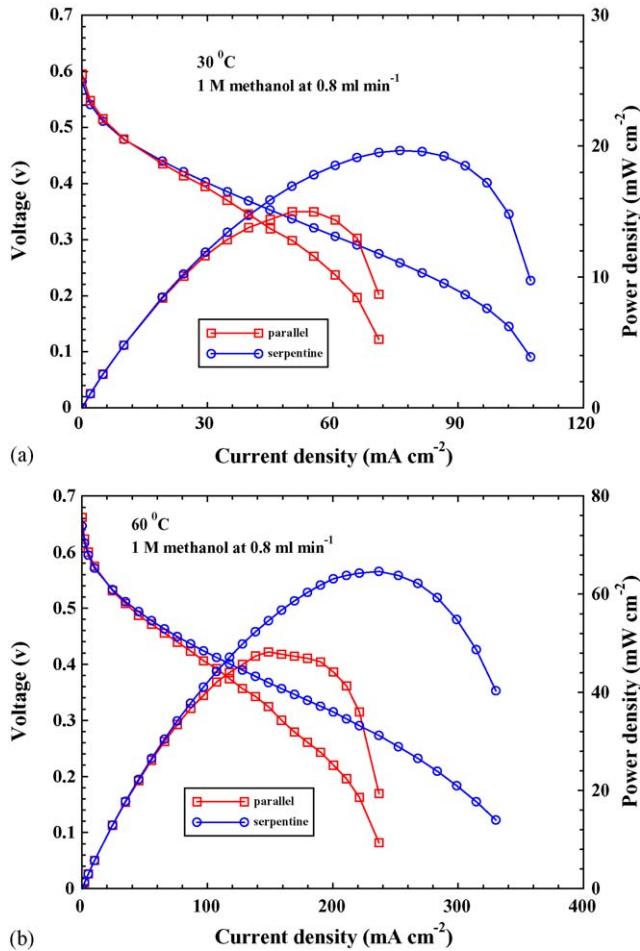 0.7
0.6
0.5
0.4
0.3
0.2
0.1
0
Voltage (v)
30 ⁰C
1 M methanol at 0.8 ml min⁻¹
parallel
serpentine
30
20
10
0
Power density (mW cm⁻²)
0 30 60 90 120
Current density (mA cm⁻²)
(a)
0.7
0.6
0.5
0.4
0.3
0.2
0.1
0
Voltage (v)
60 ⁰C
1 M methanol at 0.8 ml min⁻¹
parallel
serpentine
80
60
40
20
0
Power density (mW cm⁻²)
0 100 200 300 400
Current density (mA cm⁻²)
(b)